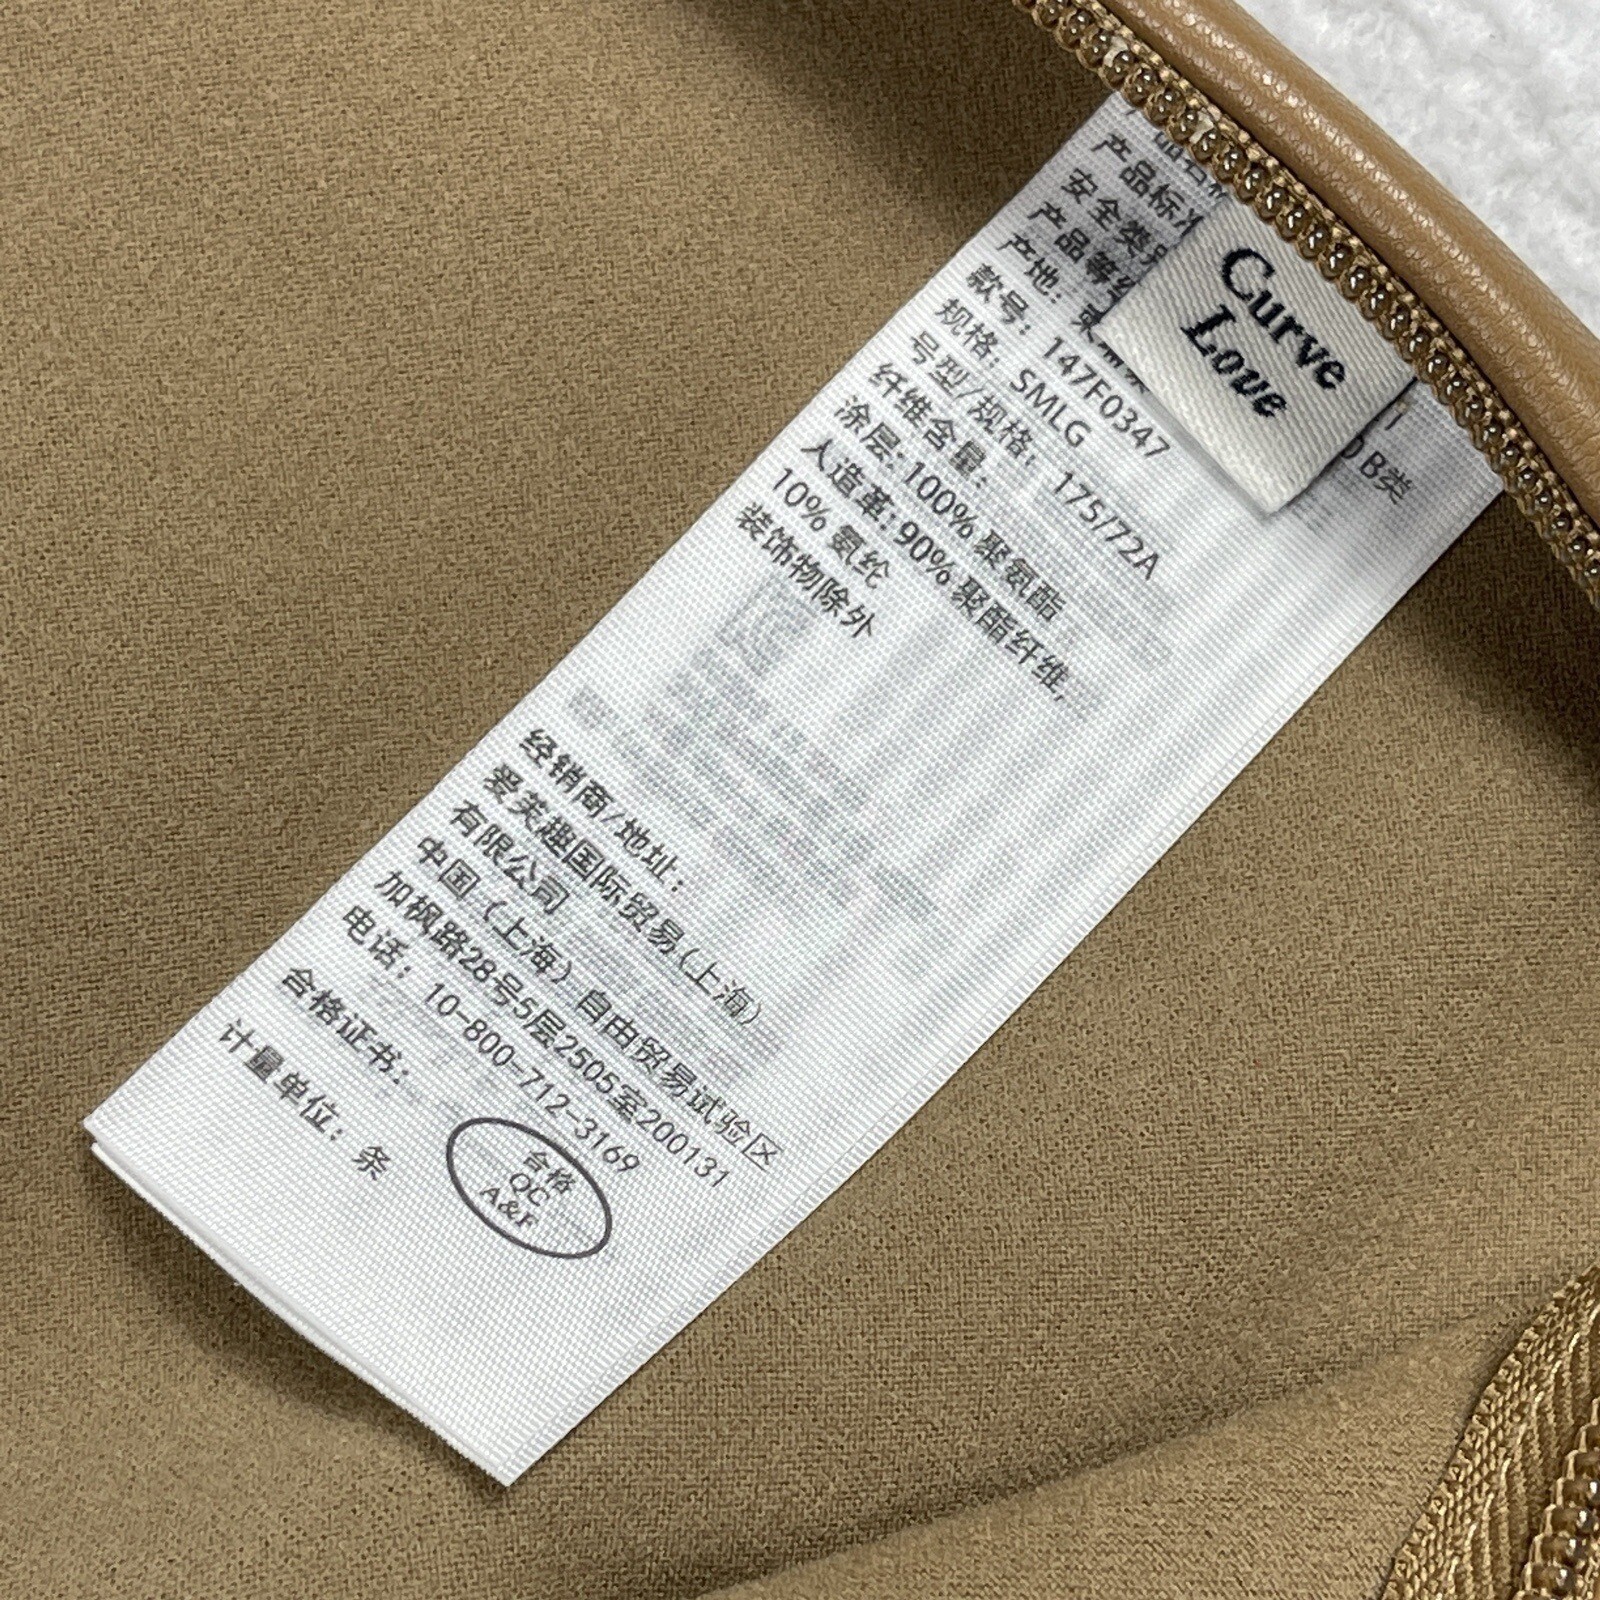 产品标准
安全类别
产品等级
产地:
款号: 147F0347
规格: SMLG
号型/规格: 175/72A
纤维含量:
涂层: 100% 聚氨酯
人造革: 90% 聚酯纤维,
10% 氨纶
装饰物除外
Curve
Love
B类
经销商/地址:
爱芙趣国际贸易(上海)
有限公司
中国（上海）自由贸易试验区
加枫路28号5层2505室200131
电话: 10-800-712-3169
合格证书:
合格
QC
A&F
计量单位: 条